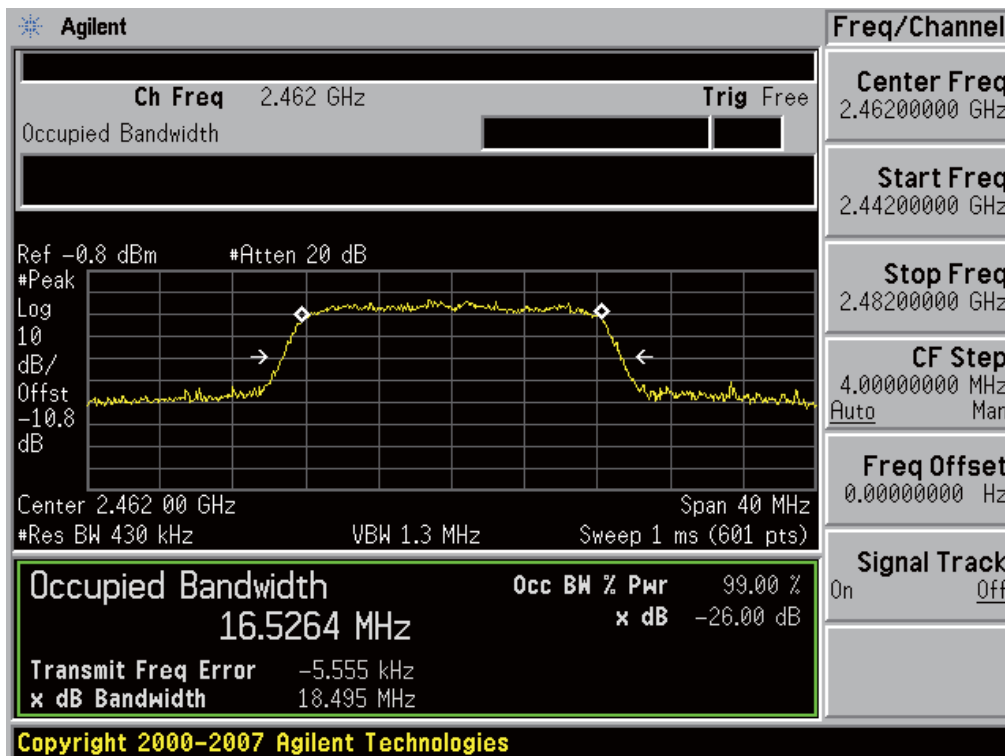 Agilent
Freq/Channel
Ch Freq 2.462 GHz Trig Free
Occupied Bandwidth
Center Freq
2.46200000 GHz
Start Freq
2.44200000 GHz
Stop Freq
2.48200000 GHz
CF Step
4.00000000 MHz
Auto Man
Freq Offset
0.00000000 Hz
Signal Track
On Off
Ref -0.8 dBm #Atten 20 dB
#Peak
Log
10
dB/
Offst
-10.8
dB
Center 2.462 00 GHz Span 40 MHz
#Res BW 430 kHz VBW 1.3 MHz Sweep 1 ms (601 pts)
Occupied Bandwidth Occ BW % Pwr 99.00 %
16.5264 MHz x dB -26.00 dB
Transmit Freq Error -5.555 kHz
x dB Bandwidth 18.495 MHz
Copyright 2000-2007 Agilent Technologies